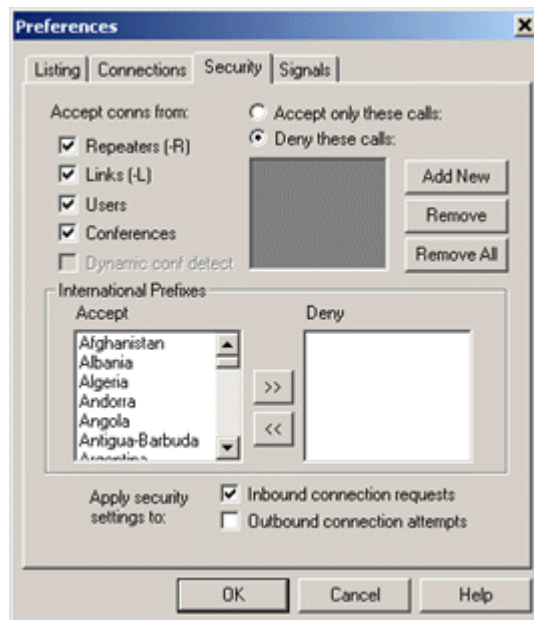 Preferences
Listing Connections Security Signals
Accept conns from:
Accept only these calls:
Deny these calls:
Repeaters (-R)
Links (-L)
Users
Conferences
Dynamic conf detect
Add New
Remove
Remove All
International Prefixes
Accept
Deny
Afghanistan
Albania
Algeria
Andorra
Angola
Antigua-Barbuda
Argentina
>>
<<
Apply security
settings to:
Inbound connection requests
Outbound connection attempts
OK Cancel Help